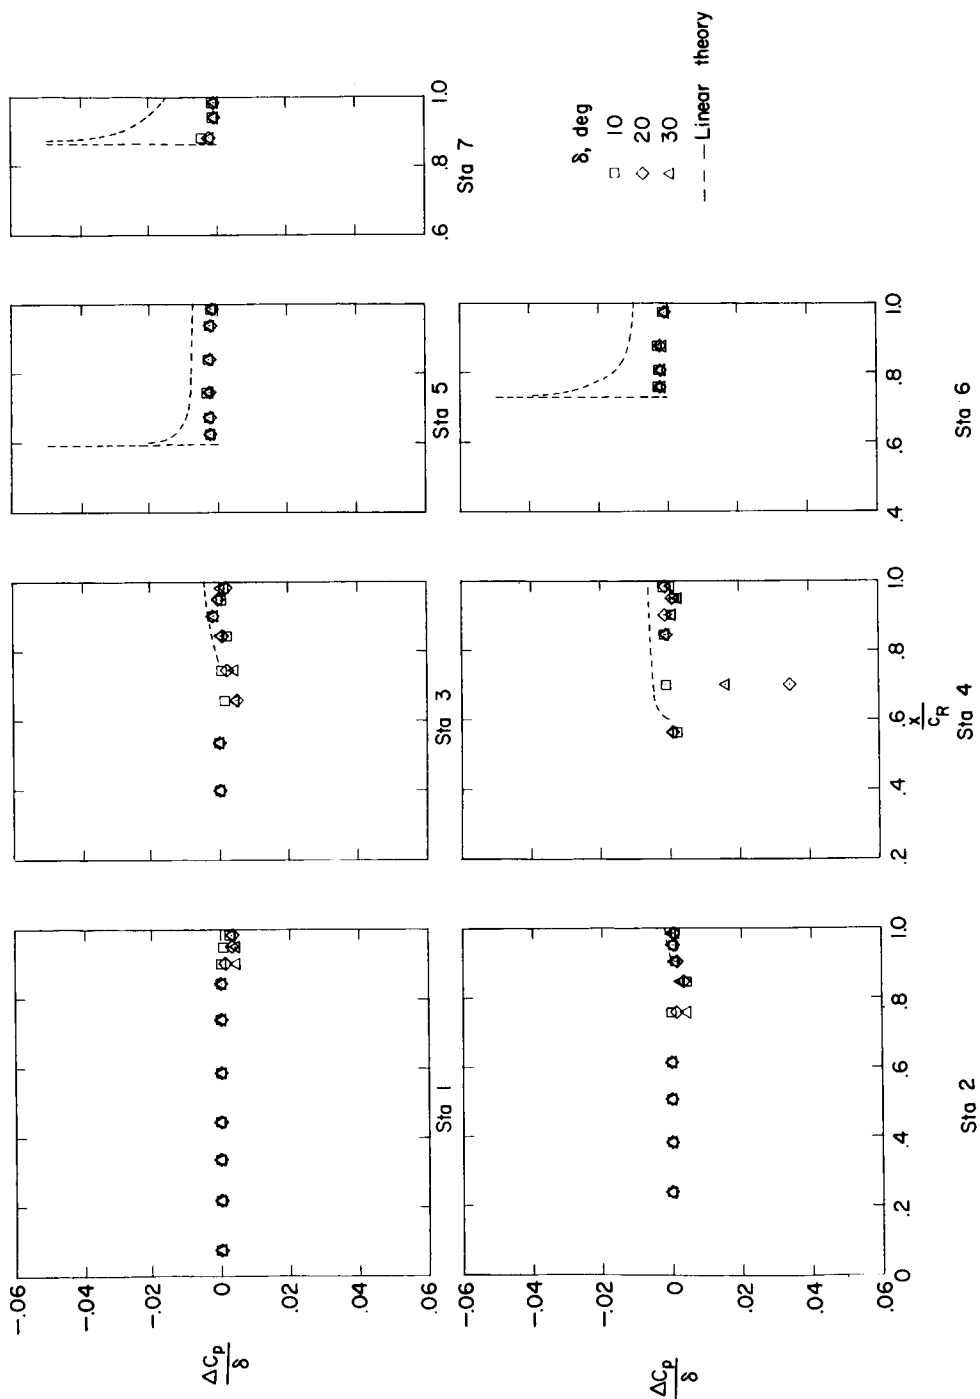 ΔCp/δ
-.06
-.04
-.02
0
.02
.04
.06
Sta 1
Sta 3
Sta 5
.6 .8 1.0
Sta 7
δ, deg
10
20
30
Linear theory
ΔCp/δ
-.06
-.04
-.02
0
.02
.04
.06
0 .2 .4 .6 .8 1.0
Sta 2
.2 .4 .6 .8 1.0
x/cR
Sta 4
.4 .6 .8 1.0
Sta 6